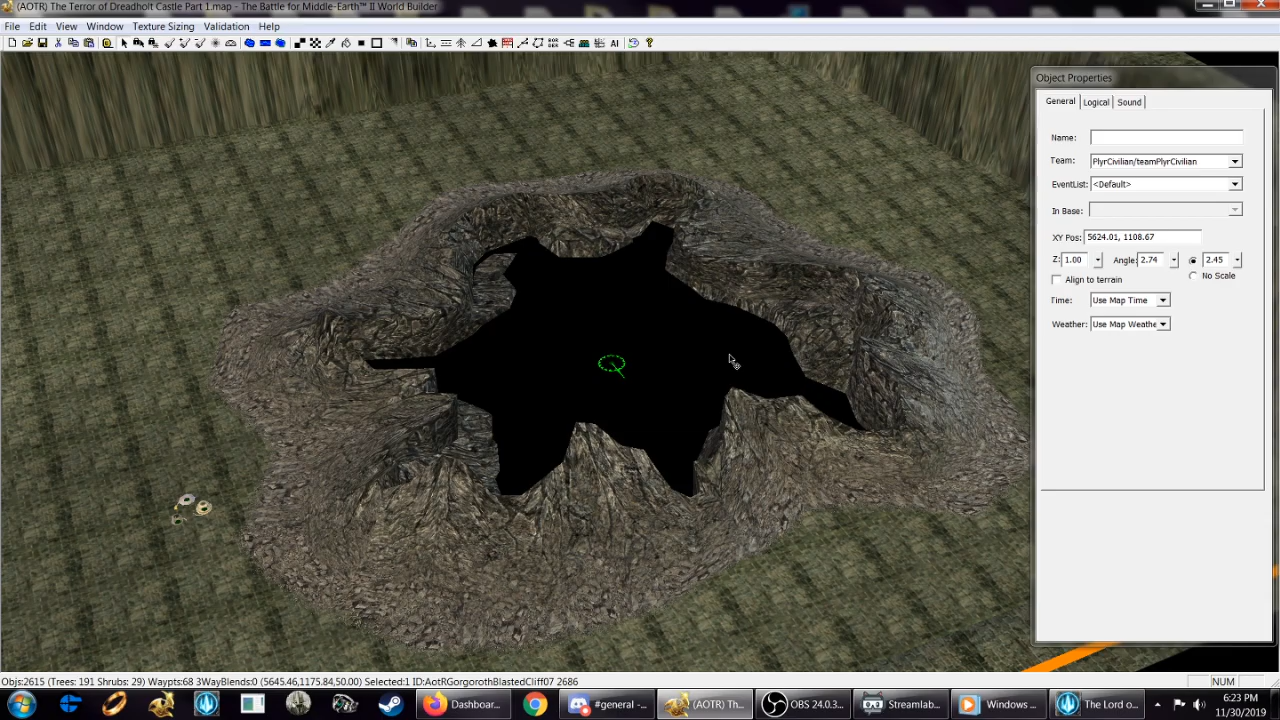 (AOTR) The Terror of Dreadholt Castle Part 1.map - The Battle for Middle-Earth™ II World Builder
File Edit View Window Texture Sizing Validation Help
AI
Object Properties
General Logical Sound
Name:
Team: PlyrCivilian/teamPlyrCivilian
EventList: <Default>
In Base:
XY Pos: 5624.01, 1108.67
Z: 1.00 Angle: 2.74 2.45
No Scale
Align to terrain
Time: Use Map Time
Weather: Use Map Weathe
Objs:2615 (Trees: 191 Shrubs: 29) Waypts:68 3WayBlends:0 (5645.46,1175.84,50.00) Selected:1 ID:AotRGorgorothBlastedCliff07 2686
NUM
Dashboar... #general -... (AOTR) Th... OBS 24.0.3... Streamlab... Windows ... The Lord o...
6:23 PM
11/30/2019